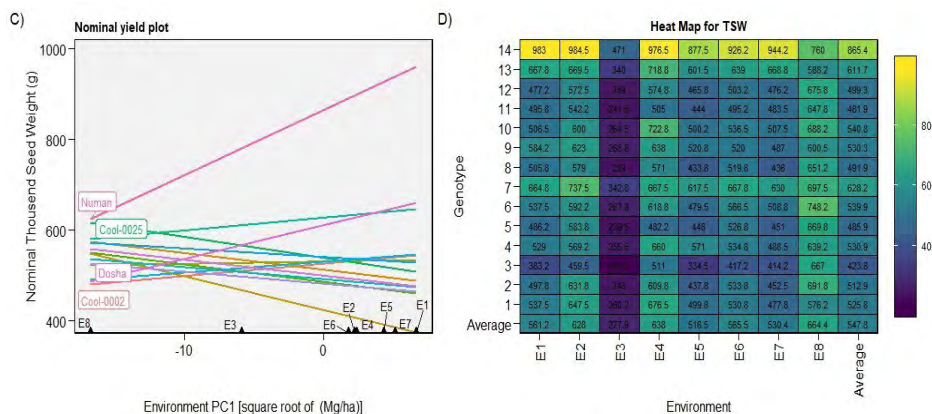 C)
Nominal yield plot
Nominal Thousend Seed Weight (g)
1000
800
600
400
Numan
Cool-0025
Dosha
Cool-0002
E8
E3
E6
E2
E4
E5
E7
E1
-10
0
Environment PC1 [square root of (Mg/ha)]
D)
Heat Map for TSW
Genotype
14 983 984.5 471 976.5 877.5 926.2 944.2 760 865.4
13 667.8 669.5 340 718.8 601.5 639 668.8 588.2 611.7
12 477.2 572.5 574.8 465.8 503.2 476.2 675.8 499.3
11 495.8 542.2 505 444 495.2 483.5 647.8 481.9
10 506.5 600 722.8 500.2 536.5 507.5 688.2 540.8
9 584.2 623 638 520.8 520 487 600.5 530.3
8 505.8 579 571 433.8 519.8 436 651.2 491.9
7 664.8 737.5 342.8 667.5 617.5 667.8 630 697.5 628.2
6 537.5 592.2 618.8 479.5 566.5 508.8 748.2 539.9
5 486.2 583.8 482.2 448 526.8 451 669.8 485.9
4 529 569.2 660 571 534.8 488.5 639.2 530.9
3 383.2 459.5 511 334.5 417.2 414.2 667 423.8
2 497.8 631.8 609.8 437.8 533.8 452.5 691.8 512.9
1 537.5 647.5 676.5 499.8 530.8 477.8 576.2 525.8
Average 561.2 628 277.9 638 516.5 565.5 530.4 664.4 547.8
E1 E2 E3 E4 E5 E6 E7 E8 Average
Environment
80
60
40